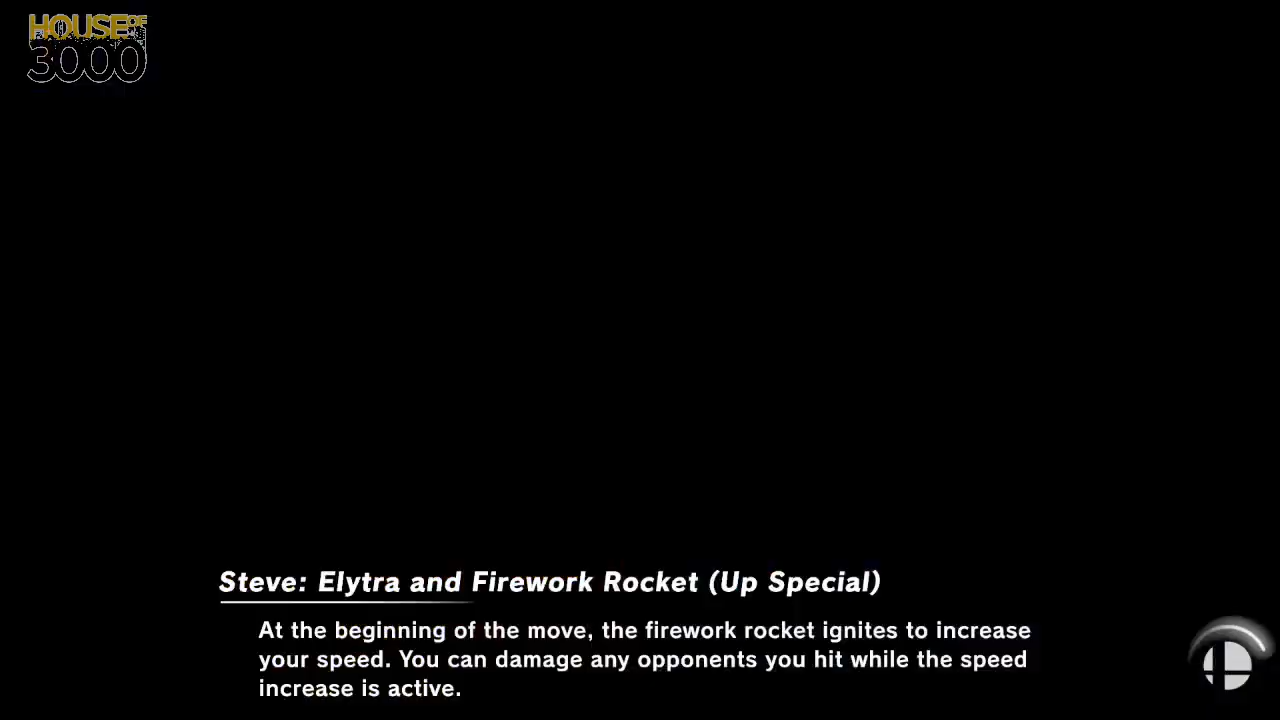 HOUSE OF
3000
Steve: Elytra and Firework Rocket (Up Special)
At the beginning of the move, the firework rocket ignites to increase
your speed. You can damage any opponents you hit while the speed
increase is active.